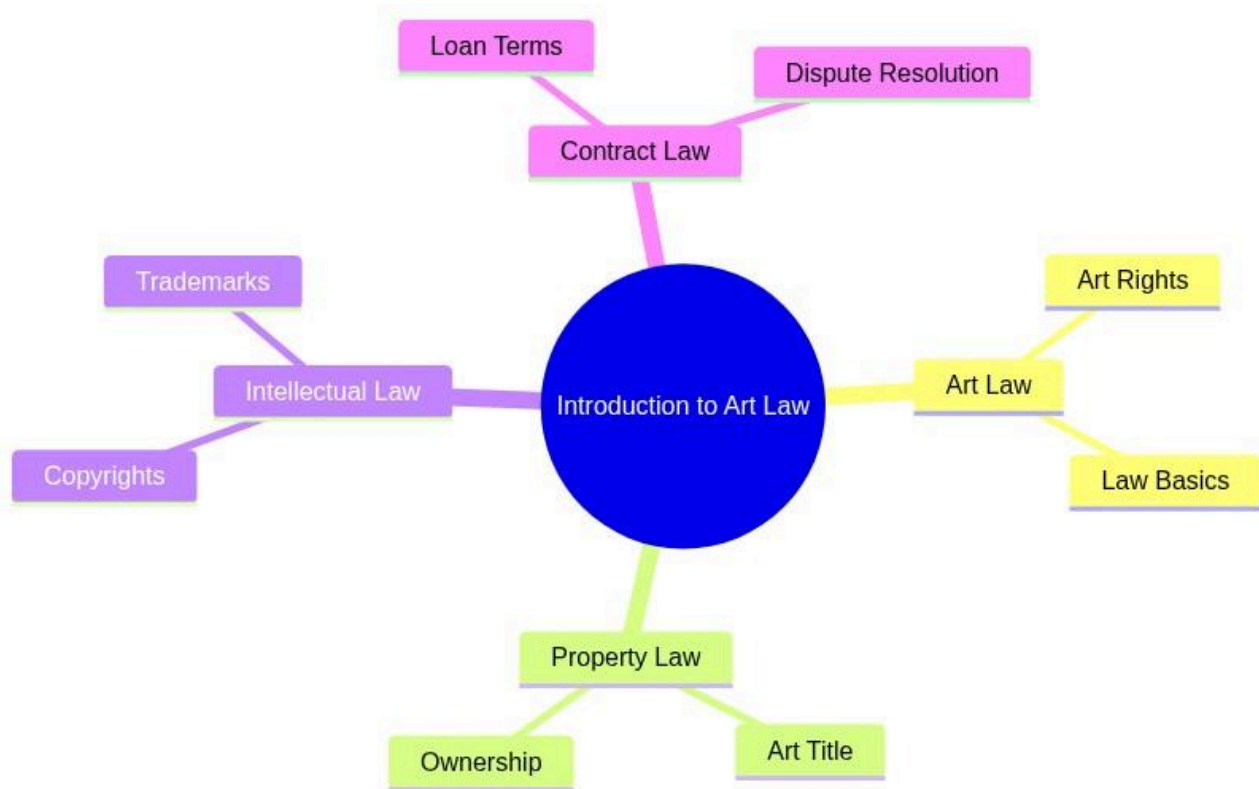 Loan Terms
Dispute Resolution
Contract Law
Trademarks
Art Rights
Intellectual Law
Introduction to Art Law
Art Law
Copyrights
Law Basics
Property Law
Ownership
Art Title